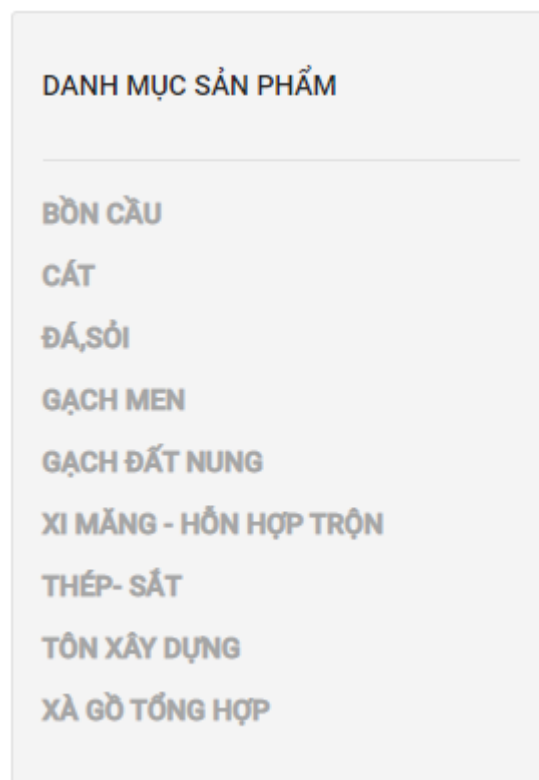 DANH MỤC SẢN PHẨM
BỒN CẦU
CÁT
ĐÁ,SỎI
GẠCH MEN
GẠCH ĐẤT NUNG
XI MĂNG - HỖN HỢP TRỘN
THÉP- SẮT
TÔN XÂY DỰNG
XÀ GỒ TỔNG HỢP